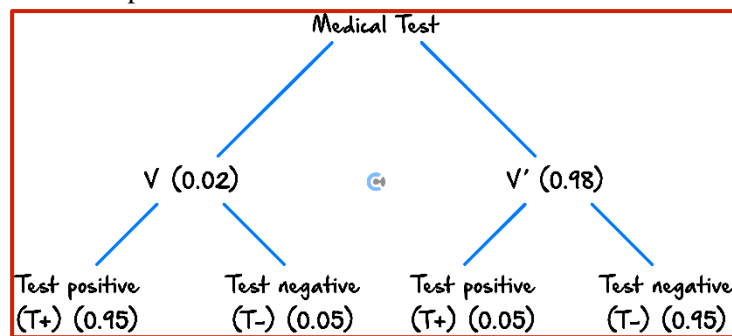 Medical Test
V (0.02)
V' (0.98)
Test positive
(T+) (0.95)
Test negative
(T-) (0.05)
Test positive
(T+) (0.05)
Test negative
(T-) (0.95)